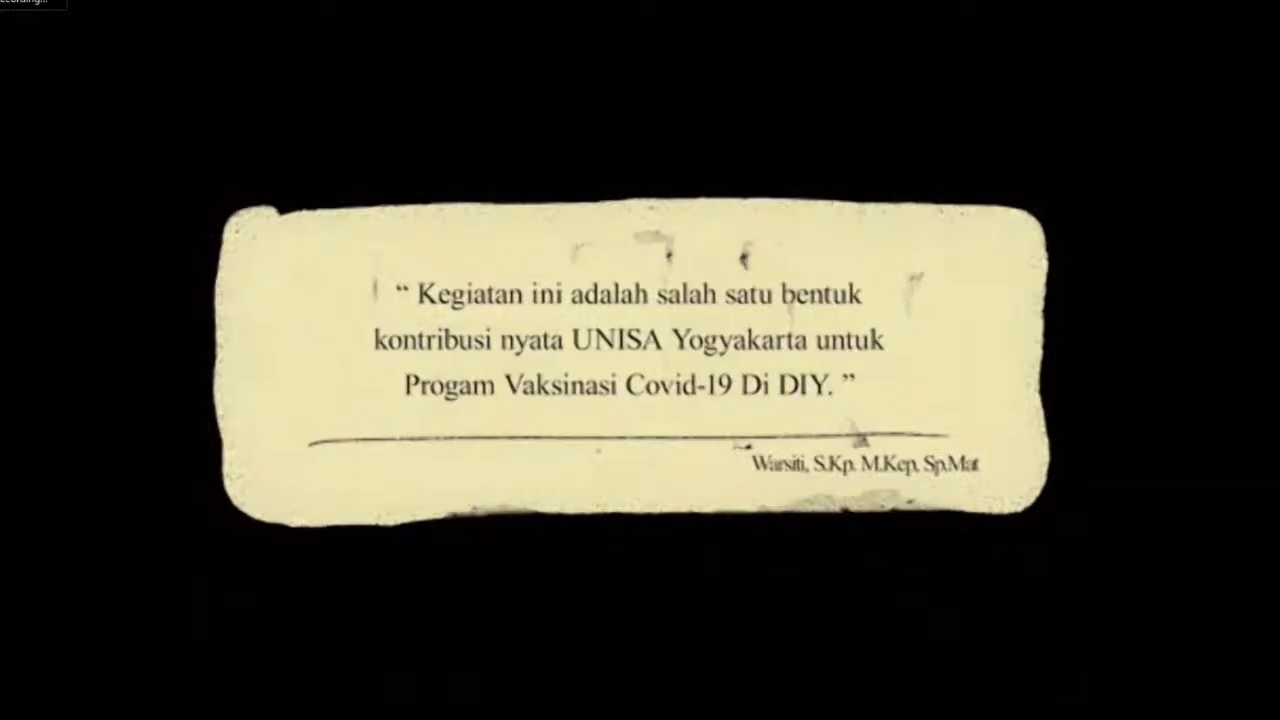 “ Kegiatan ini adalah salah satu bentuk
kontribusi nyata UNISA Yogyakarta untuk
Progam Vaksinasi Covid-19 Di DIY. ”
Warsiti, S.Kp. M.Kep, Sp.Mat